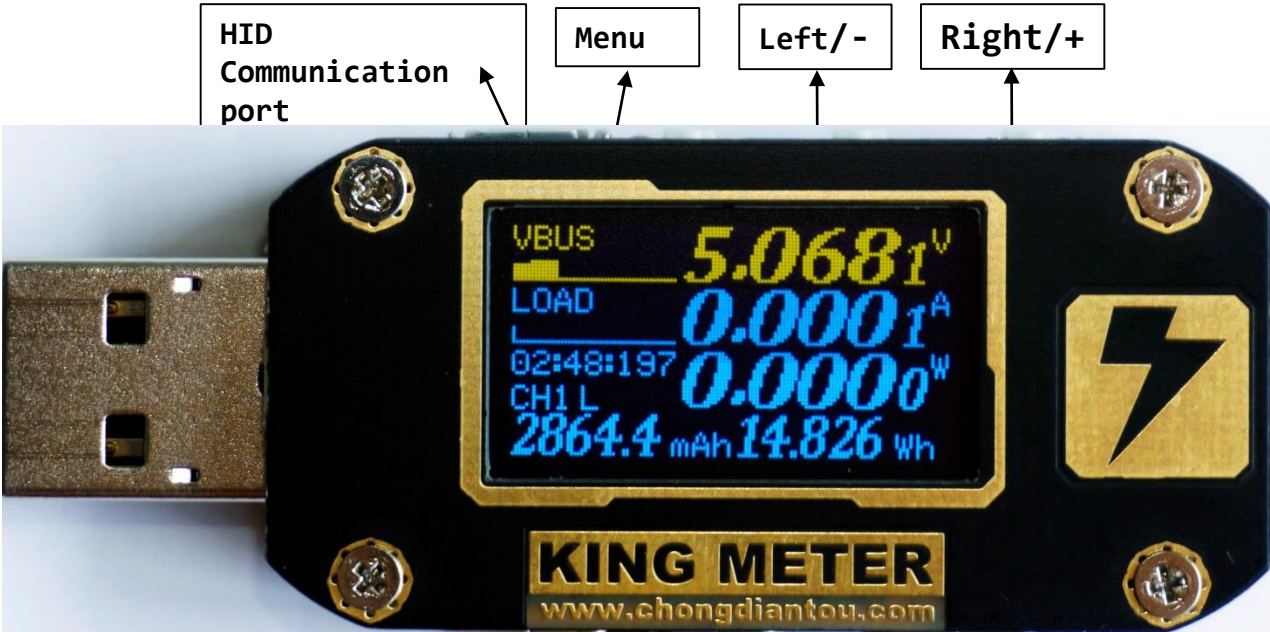 HID
Communication
port
Menu
Left/-
Right/+
VBUS 5.0681V
LOAD 0.0001A
02:48:197 0.0000W
CH1 L
2864.4 mAh 14.826 Wh
KING METER
www.chongdiantou.com